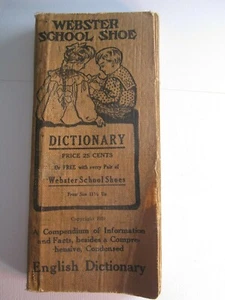 WEBSTER
SCHOOL SHOE
DICTIONARY
PRICE 25 CENTS
Or FREE with every Pair of
Webster School Shoes
Copyright
A Compendium of Information
and Facts, besides a Compre-
hensive, Condensed
English Dictionary